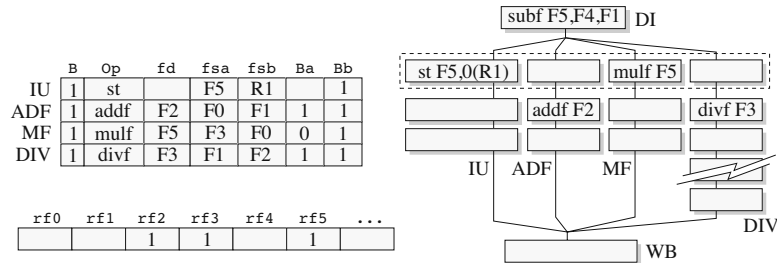 subf F5,F4,F1 DI
B Op fd fsa fsb Ba Bb
IU 1 st F5 R1 1
ADF 1 addf F2 F0 F1 1 1
MF 1 mulf F5 F3 F0 0 1
DIV 1 divf F3 F1 F2 1 1
st F5,0(R1) mulf F5
addf F2 divf F3
IU ADF MF
DIV
rf0 rf1 rf2 rf3 rf4 rf5 ...
1 1 1
WB